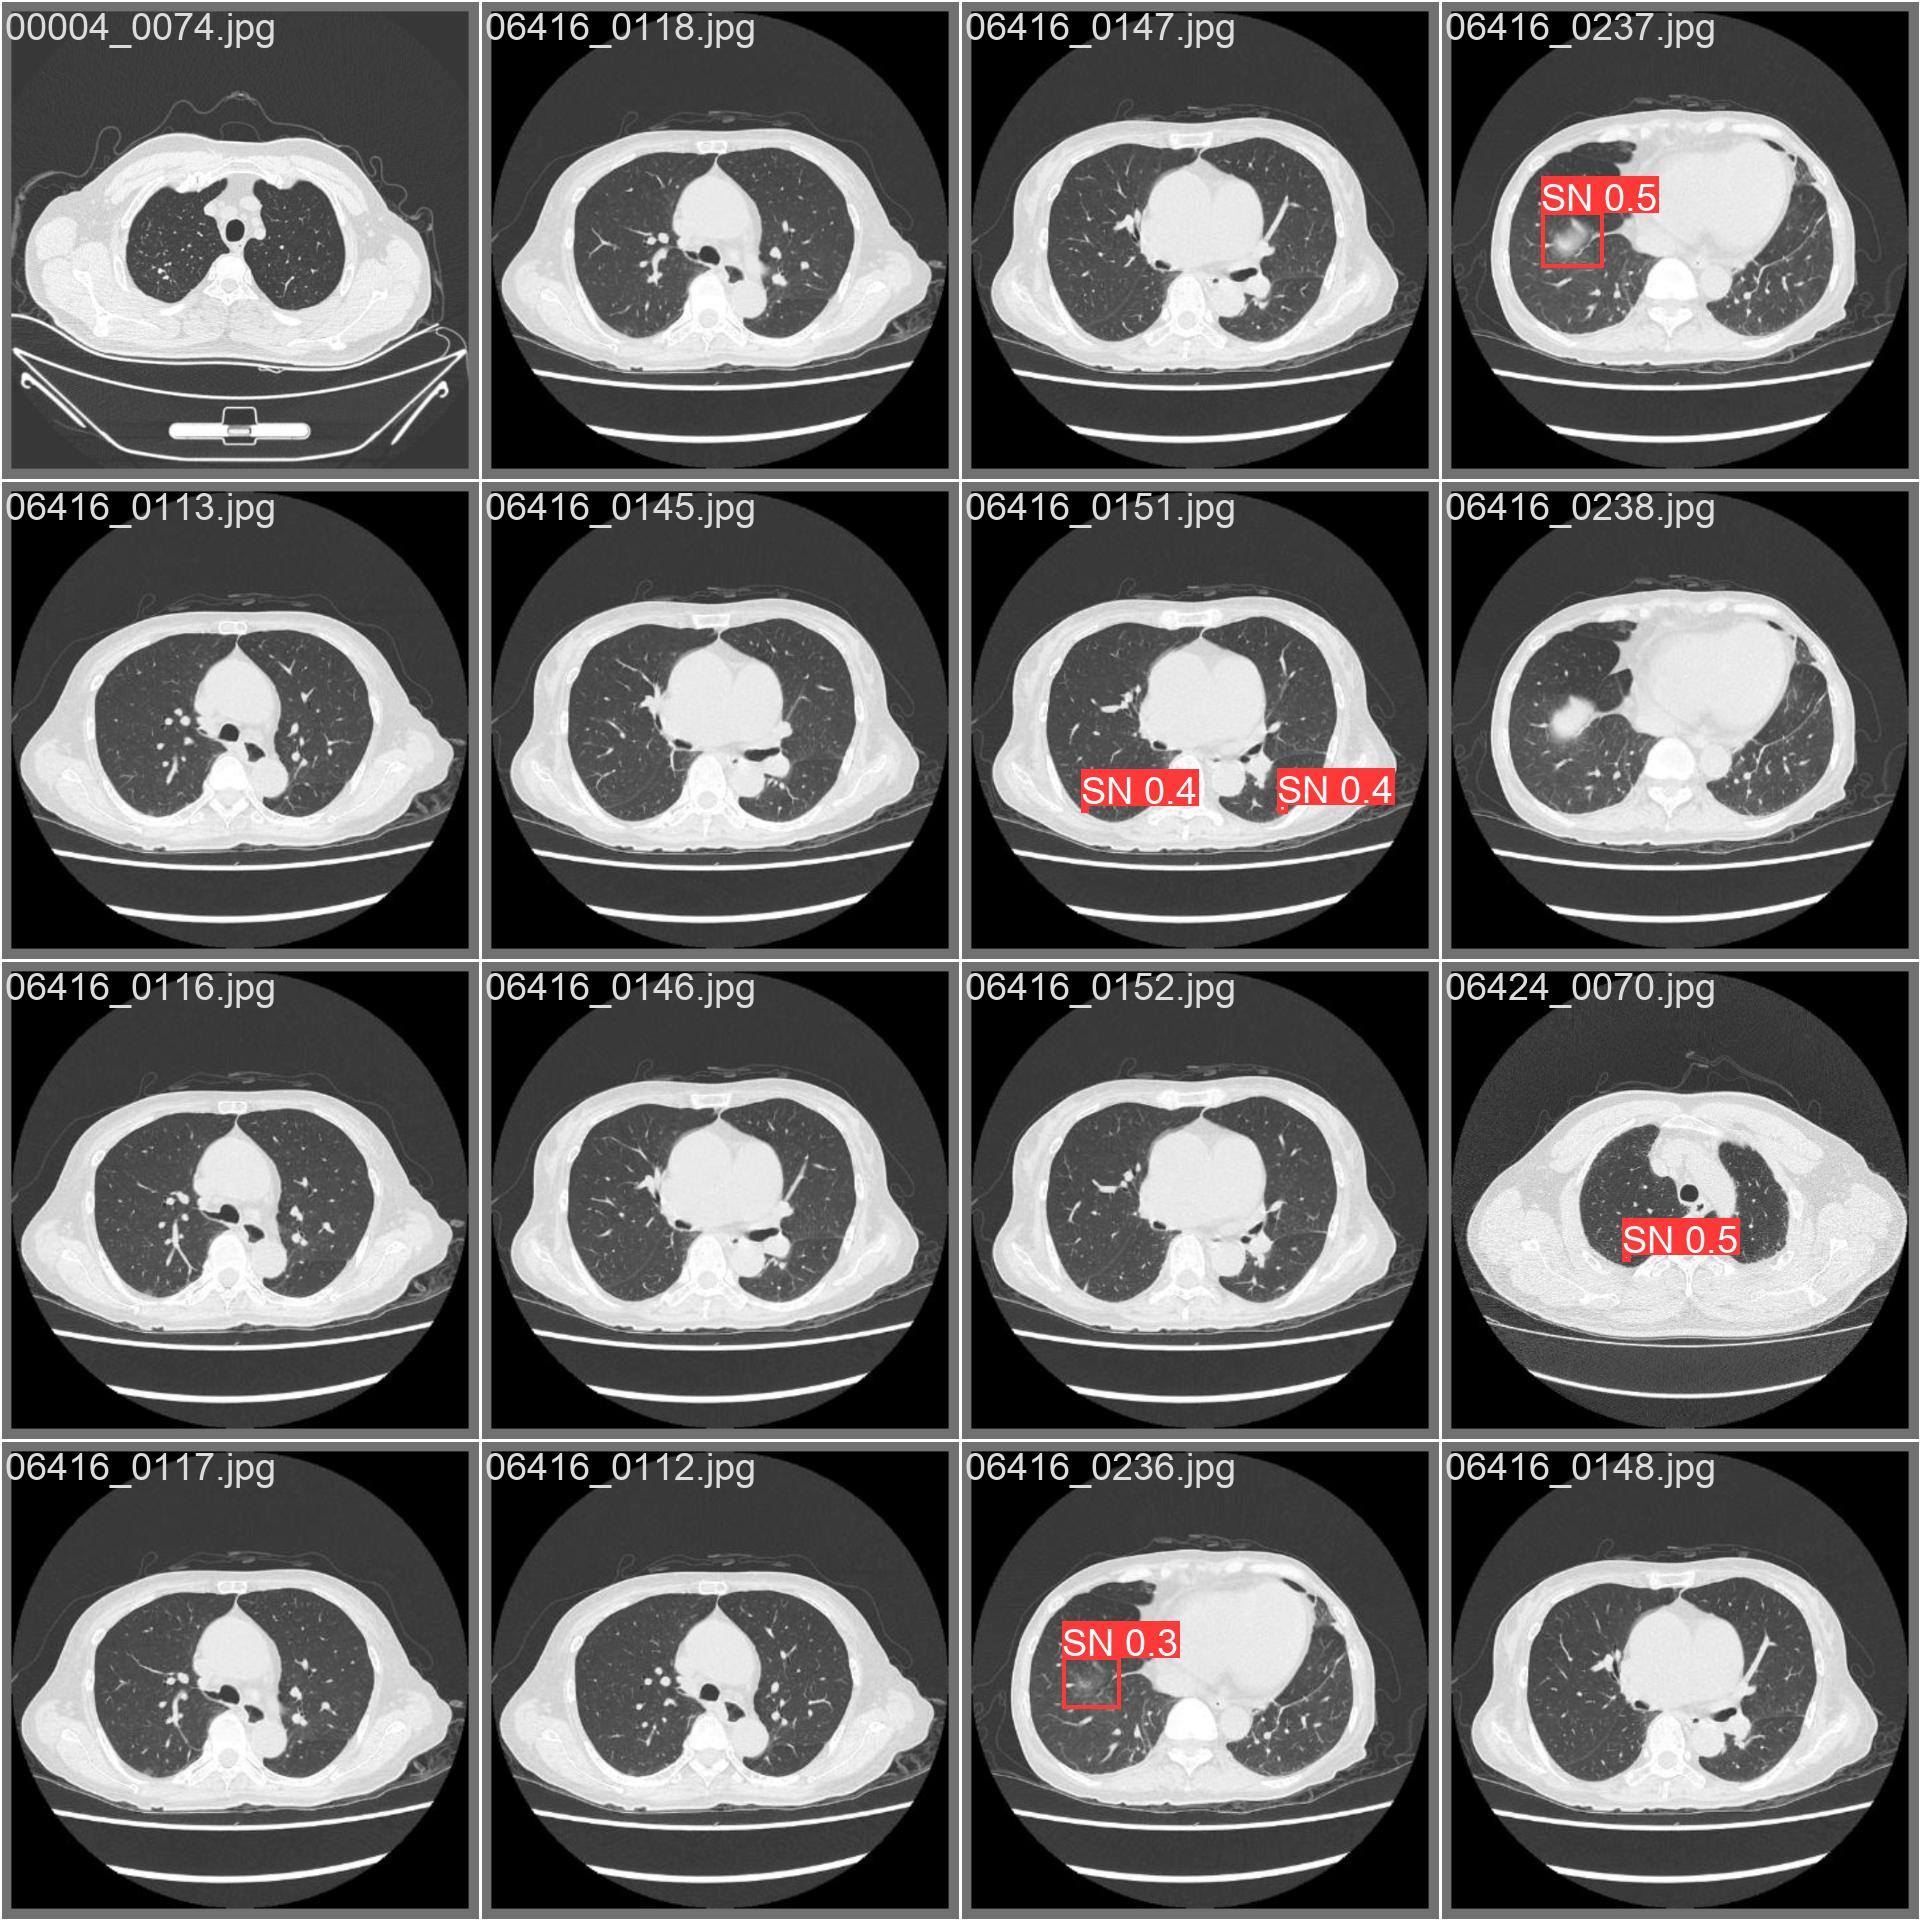 00004_0074.jpg
06416_0118.jpg
06416_0147.jpg
06416_0237.jpg
SN 0.5
06416_0113.jpg
06416_0145.jpg
06416_0151.jpg
SN 0.4
SN 0.4
06416_0238.jpg
06416_0116.jpg
06416_0146.jpg
06416_0152.jpg
06424_0070.jpg
SN 0.5
06416_0117.jpg
06416_0112.jpg
06416_0236.jpg
SN 0.3
06416_0148.jpg